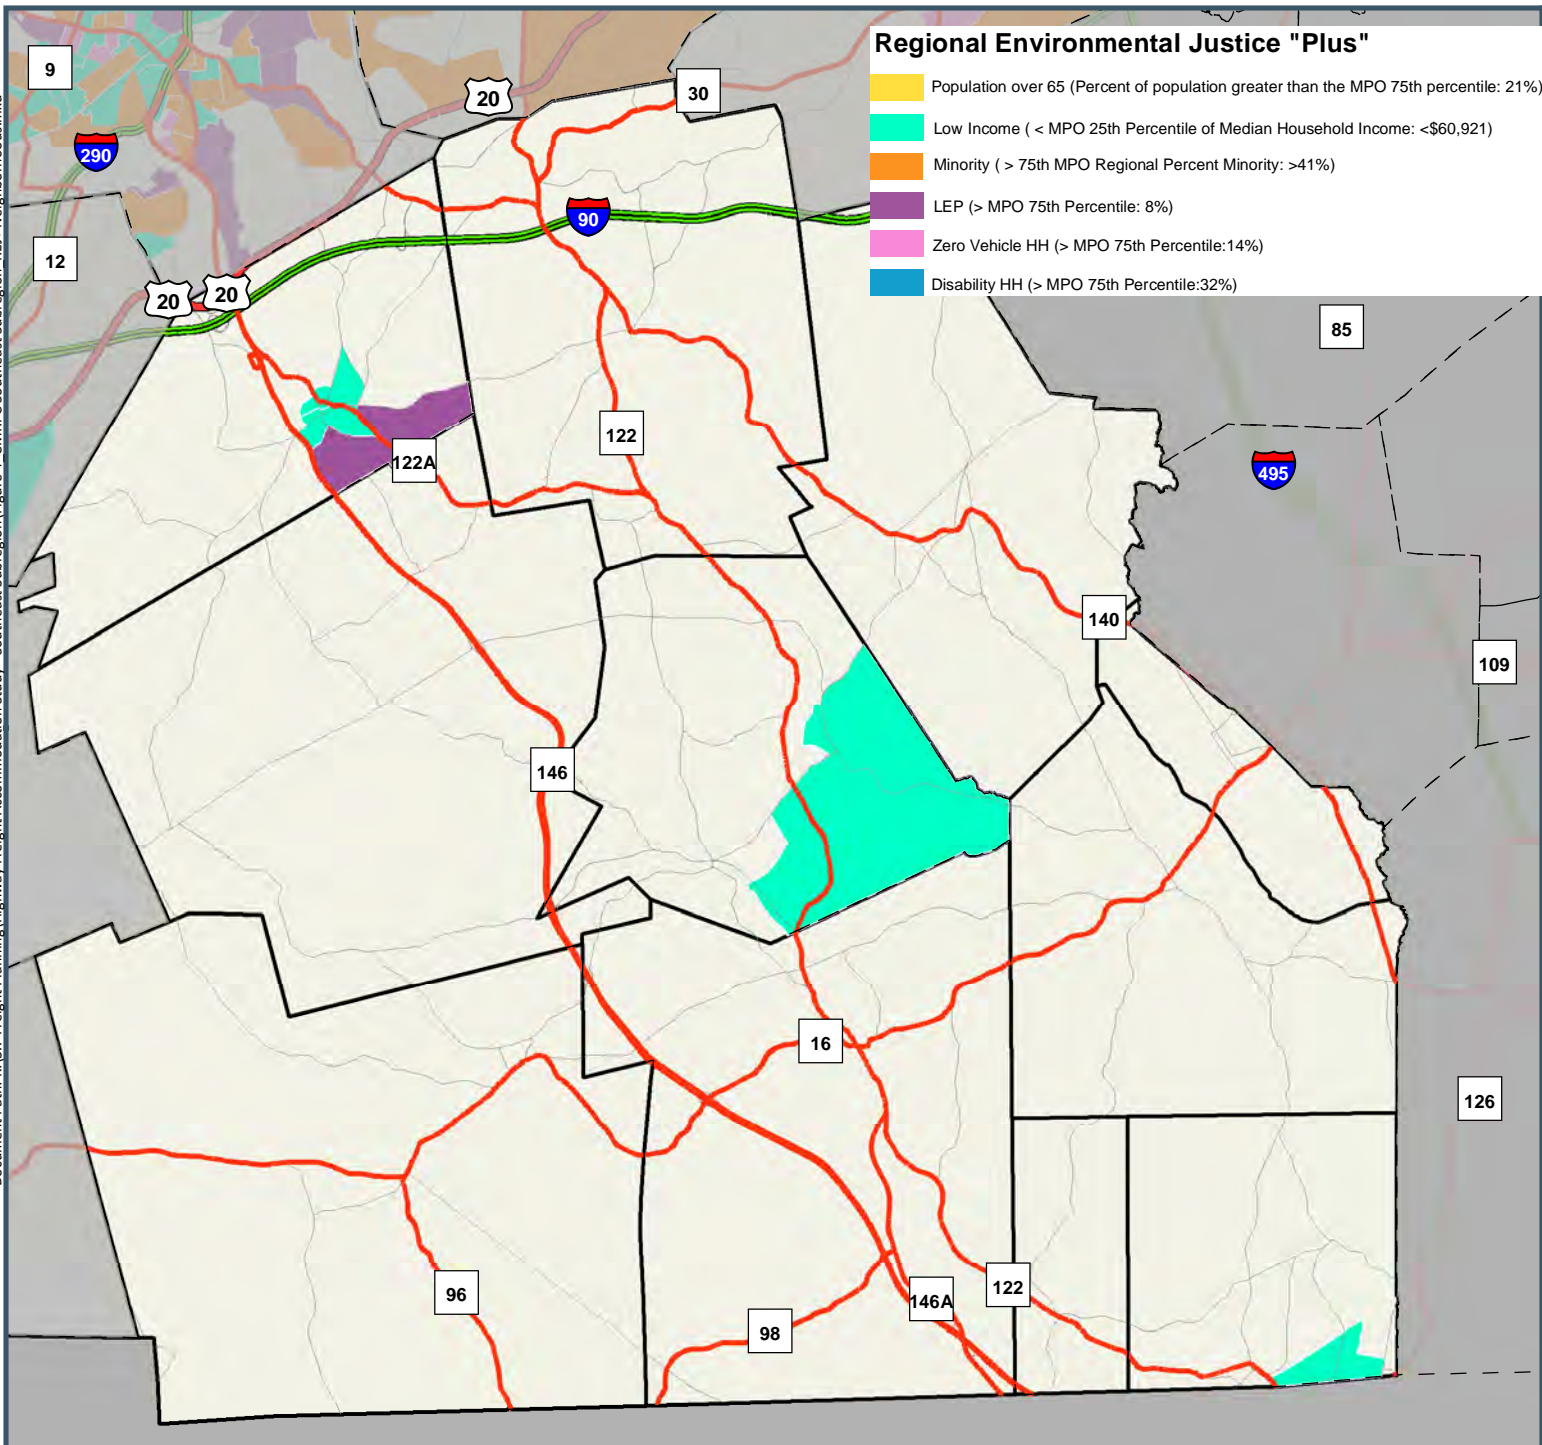 Regional Environmental Justice "Plus"
Population over 65 (Percent of population greater than the MPO 75th percentile: 21%)
Low Income ( < MPO 25th Percentile of Median Household Income: <$60,921)
Minority ( > 75th MPO Regional Percent Minority: >41%)
LEP (> MPO 75th Percentile: 8%)
Zero Vehicle HH (> MPO 75th Percentile:14%)
Disability HH (> MPO 75th Percentile:32%)
9
20
30
290
90
12
20
20
85
122
122A
495
140
109
146
16
126
96
98
146A
122